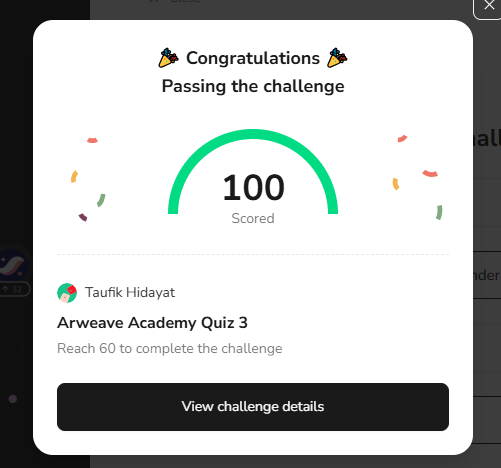 Congratulations
Passing the challenge
100
Scored
Taufik Hidayat
Arweave Academy Quiz 3
Reach 60 to complete the challenge
View challenge details
32